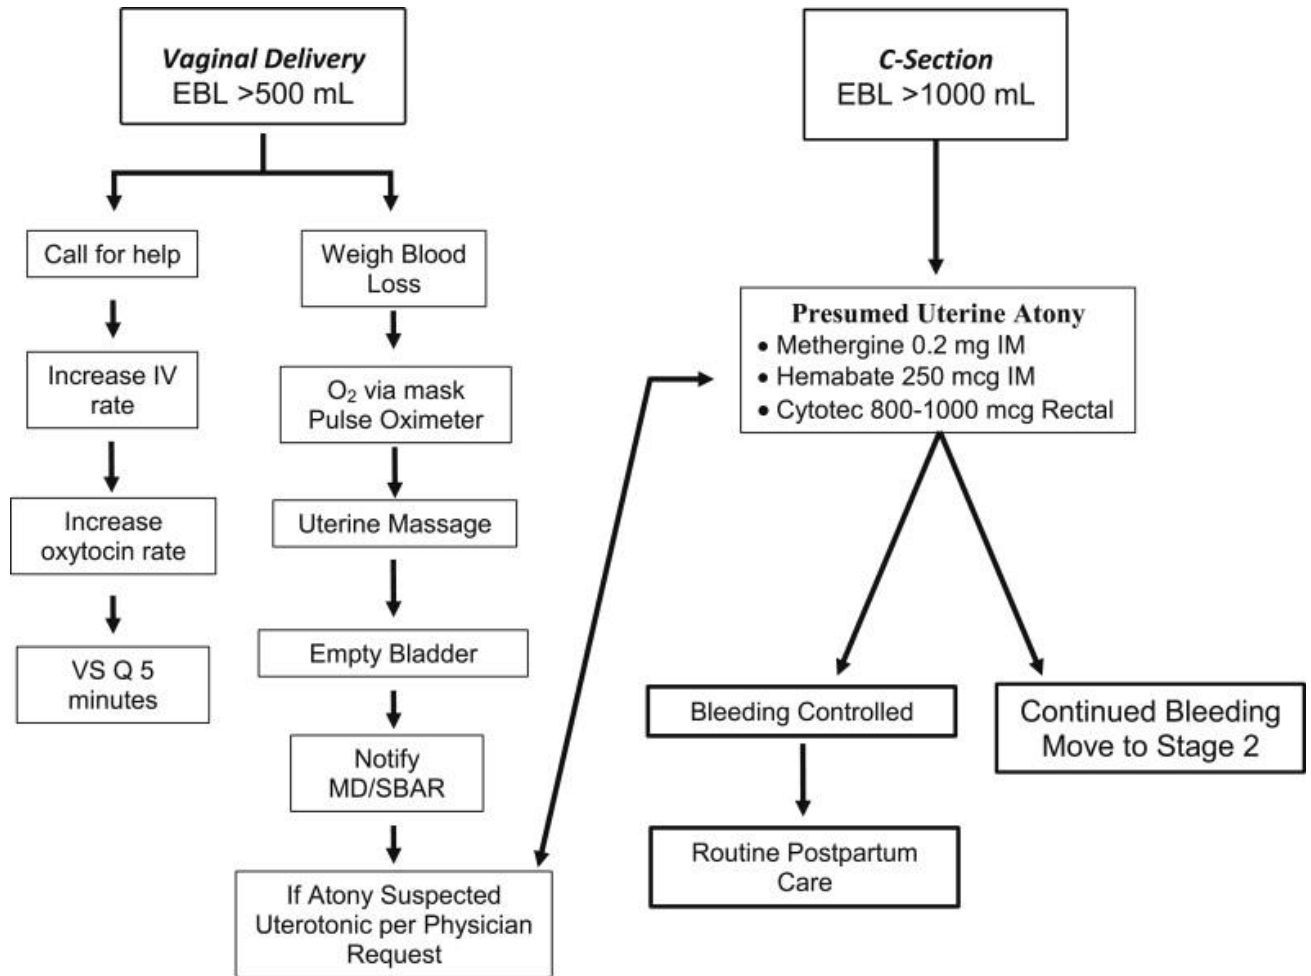 Vaginal Delivery
EBL >500 mL
C-Section
EBL >1000 mL
Call for help
Increase IV
rate
Increase
oxytocin rate
VS Q 5
minutes
Weigh Blood
Loss
O₂ via mask
Pulse Oximeter
Uterine Massage
Empty Bladder
Notify
MD/SBAR
If Atony Suspected
Uterotonic per Physician
Request
Presumed Uterine Atony
• Methergine 0.2 mg IM
• Hemabate 250 mcg IM
• Cytotec 800-1000 mcg Rectal
Bleeding Controlled
Routine Postpartum
Care
Continued Bleeding
Move to Stage 2